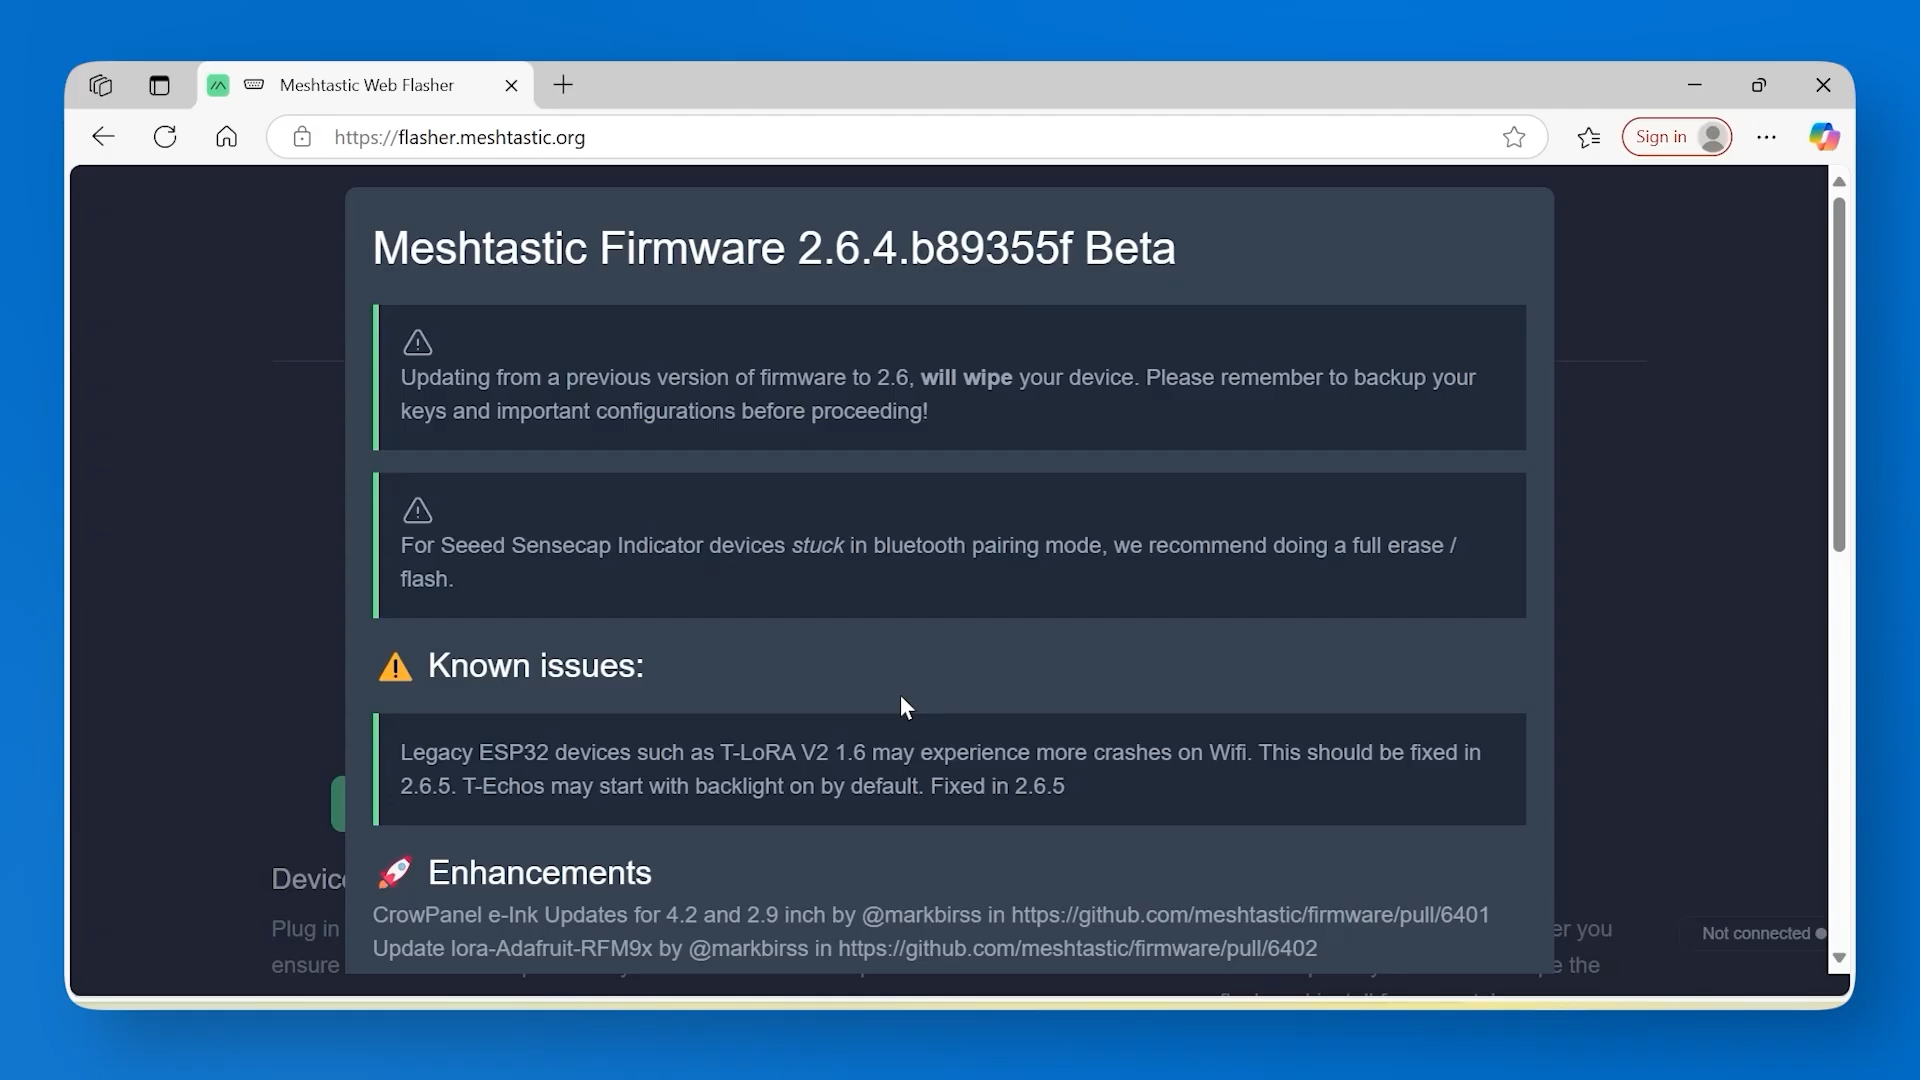 Meshtastic Web Flasher
https://flasher.meshtastic.org
Sign in
Meshtastic Firmware 2.6.4.b89355f Beta
Updating from a previous version of firmware to 2.6, will wipe your device. Please remember to backup your
keys and important configurations before proceeding!
For Seeed Sensecap Indicator devices stuck in bluetooth pairing mode, we recommend doing a full erase /
flash.
Known issues:
Legacy ESP32 devices such as T-LoRA V2 1.6 may experience more crashes on Wifi. This should be fixed in
2.6.5. T-Echos may start with backlight on by default. Fixed in 2.6.5
Enhancements
CrowPanel e-Ink Updates for 4.2 and 2.9 inch by @markbirss in https://github.com/meshtastic/firmware/pull/6401
Update lora-Adafruit-RFM9x by @markbirss in https://github.com/meshtastic/firmware/pull/6402
Plug in
ensure
er you
e the
Not connected